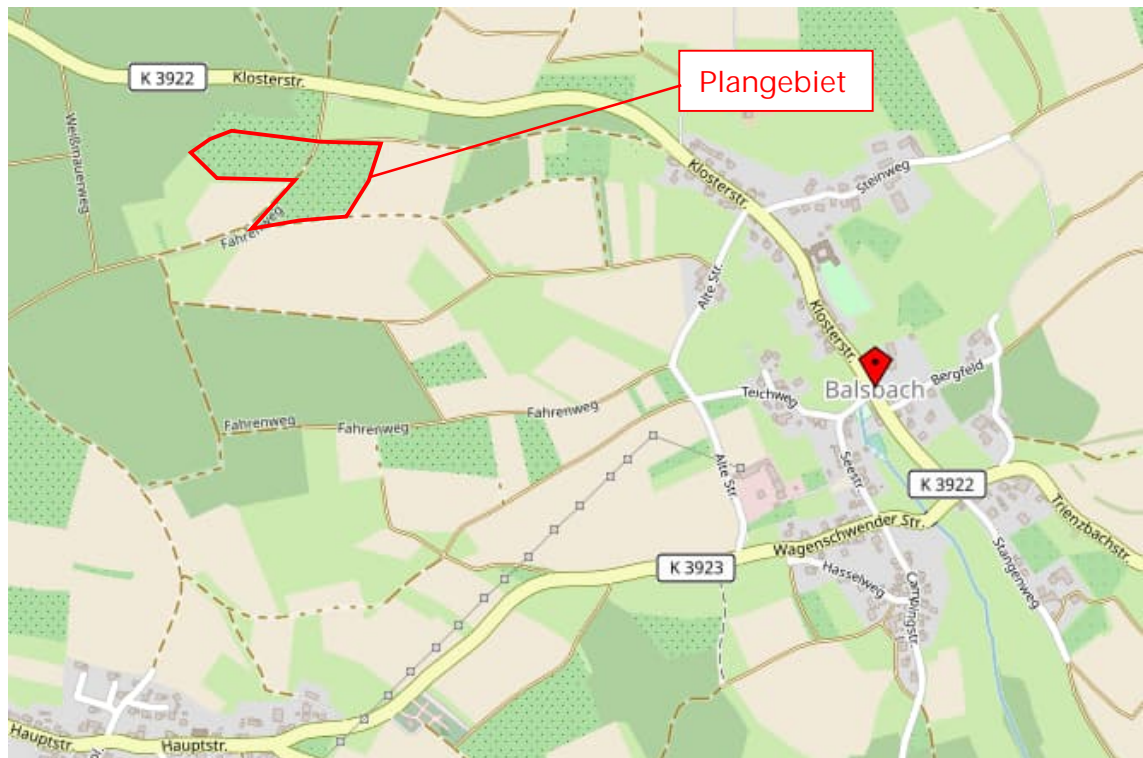 K 3922
Klosterstr.
Plangebiet
Weißmauerweg
Klosterstr.
Steinweg
Fahrenweg
Alte Str.
Klosterstr.
Balsbach
Bergfeld
Teichweg
Fahrenweg
Fahrenweg
Fahrenweg
Alte Str.
Seestr.
K 3922
Trienzbachstr.
Wagenschwender Str.
K 3923
Hasselweg
Campingstr.
Stangenweg
Hauptstr.
Hauptstr.